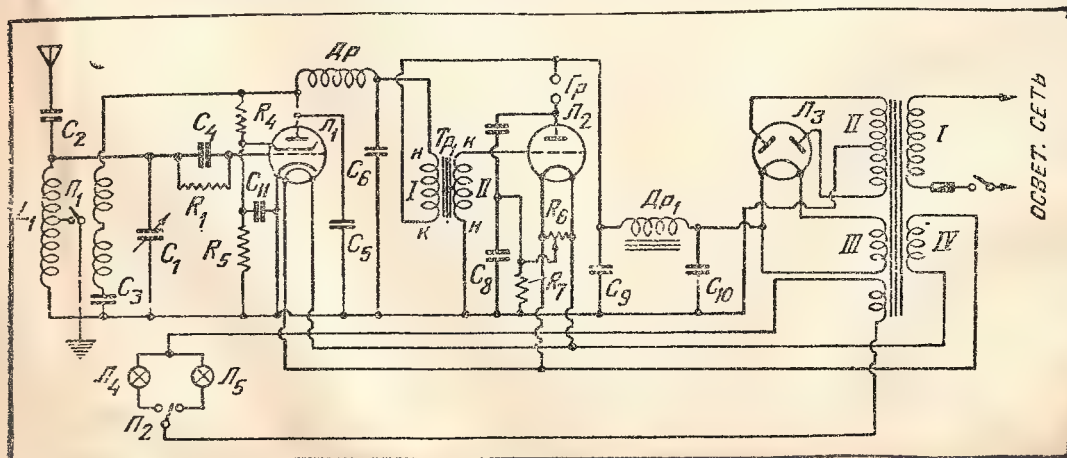 Др
C₂
C₄
R₄
Л₁
C₆
Тр₁
н
н
I
II
к
н
Гр
Л₂
Л₃
II
I
ОСВЕТ. СЕТЬ
L₁
П₁
R₁
C₁
R₅
C₁₁
C₅
C₃
C₈
R₆
R₇
C₉
Др₁
C₁₀
III
IV
Л₄
Л₅
П₂